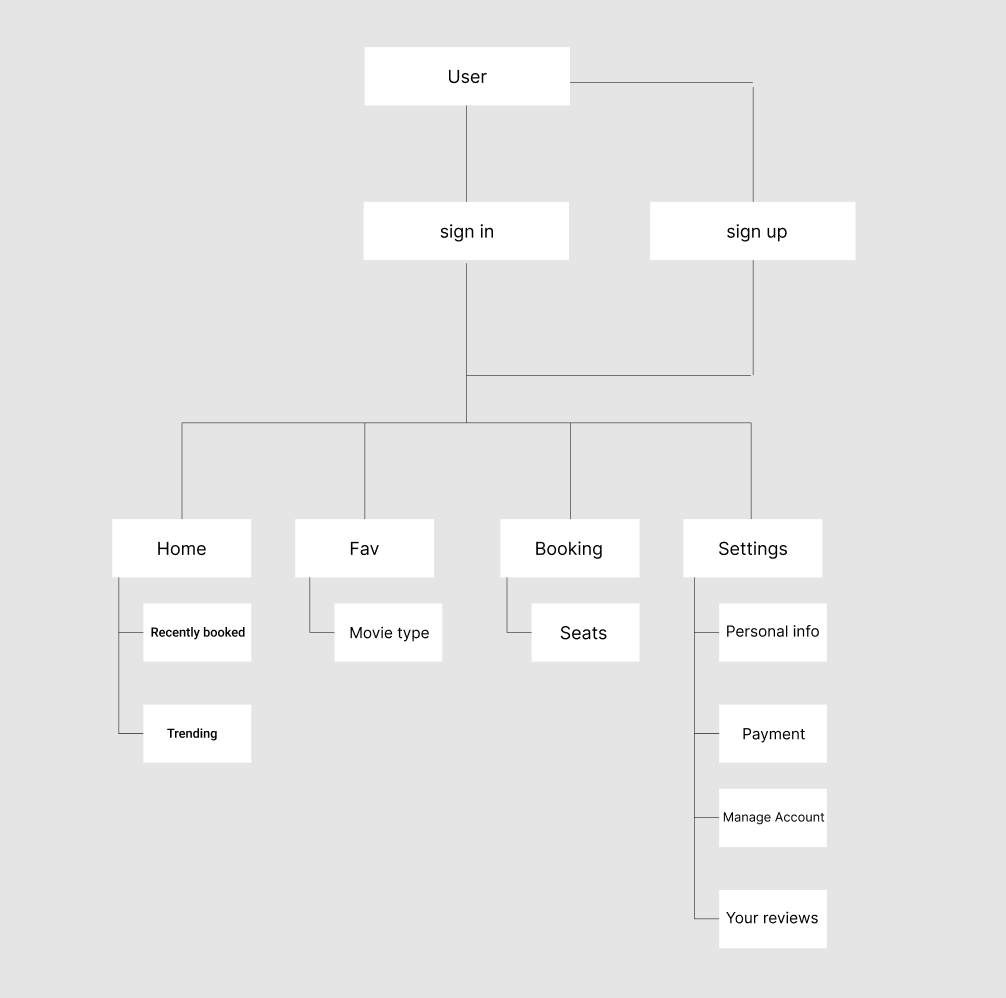 User
sign in
sign up
Home
Fav
Booking
Settings
Recently booked
Movie type
Seats
Personal info
Trending
Payment
Manage Account
Your reviews